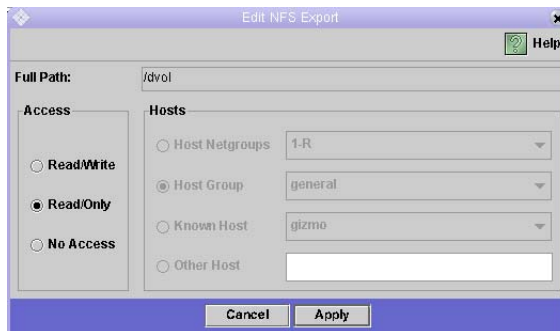 Edit NFS Export
Help
Full Path: /dvol
Access
Read/Write
Read/Only
No Access
Hosts
Host Netgroups 1-R
Host Group general
Known Host gizmo
Other Host
Cancel Apply